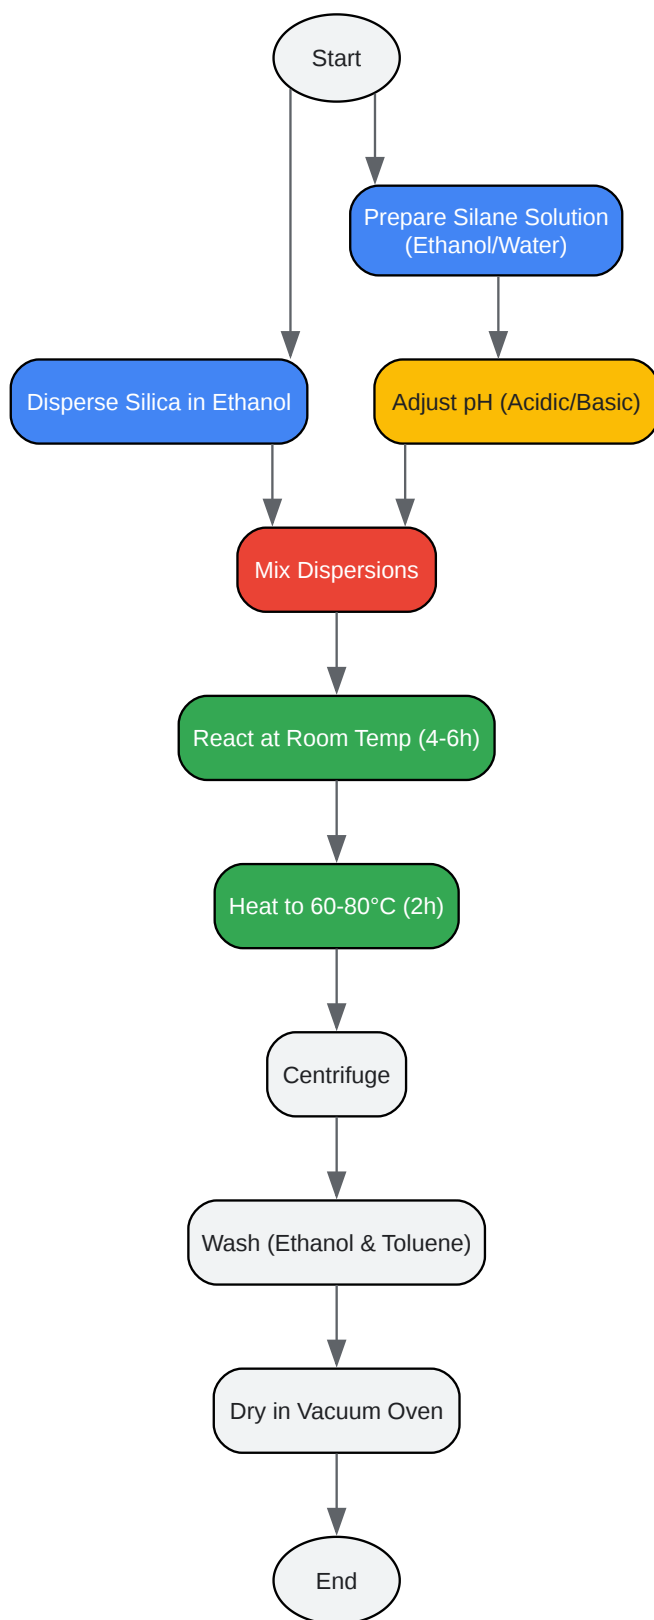 Start
Prepare Silane Solution
(Ethanol/Water)
Disperse Silica in Ethanol
Adjust pH (Acidic/Basic)
Mix Dispersions
React at Room Temp (4-6h)
Heat to 60-80°C (2h)
Centrifuge
Wash (Ethanol & Toluene)
Dry in Vacuum Oven
End